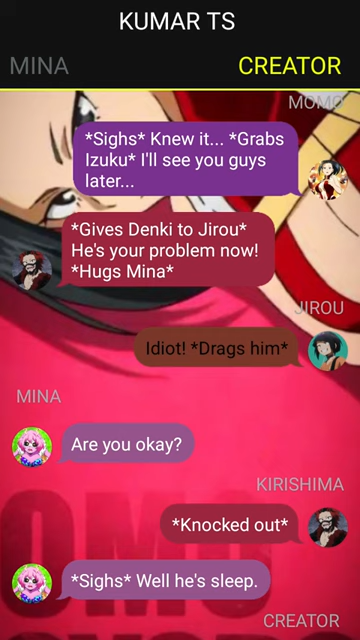 KUMAR TS
MINA
CREATOR
MOMO
*Sighs* Knew it... *Grabs
Izuku* I'll see you guys
later...
*Gives Denki to Jirou*
He's your problem now!
*Hugs Mina*
JIROU
Idiot! *Drags him*
MINA
Are you okay?
KIRISHIMA
*Knocked out*
*Sighs* Well he's sleep.
CREATOR